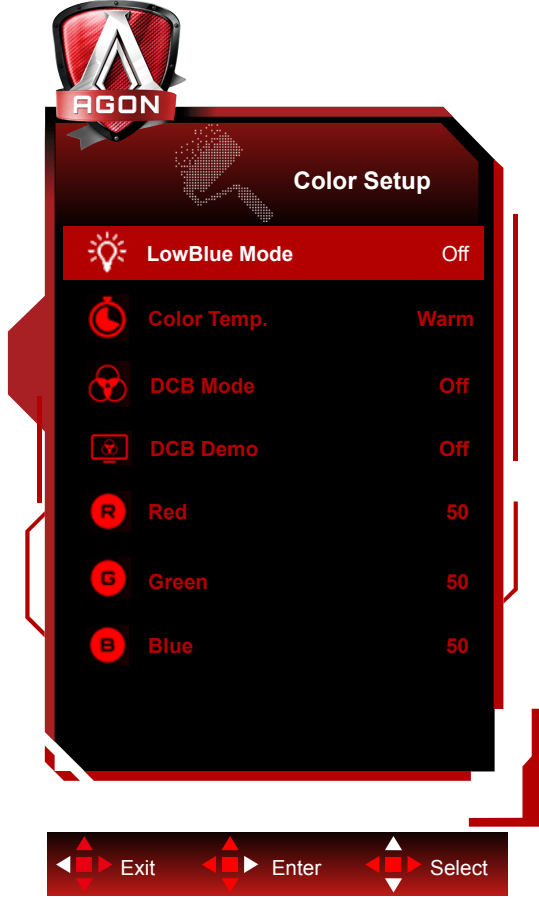 AGON
Color Setup
LowBlue Mode Off
Color Temp. Warm
DCB Mode Off
DCB Demo Off
R Red 50
G Green 50
B Blue 50
Exit Enter Select